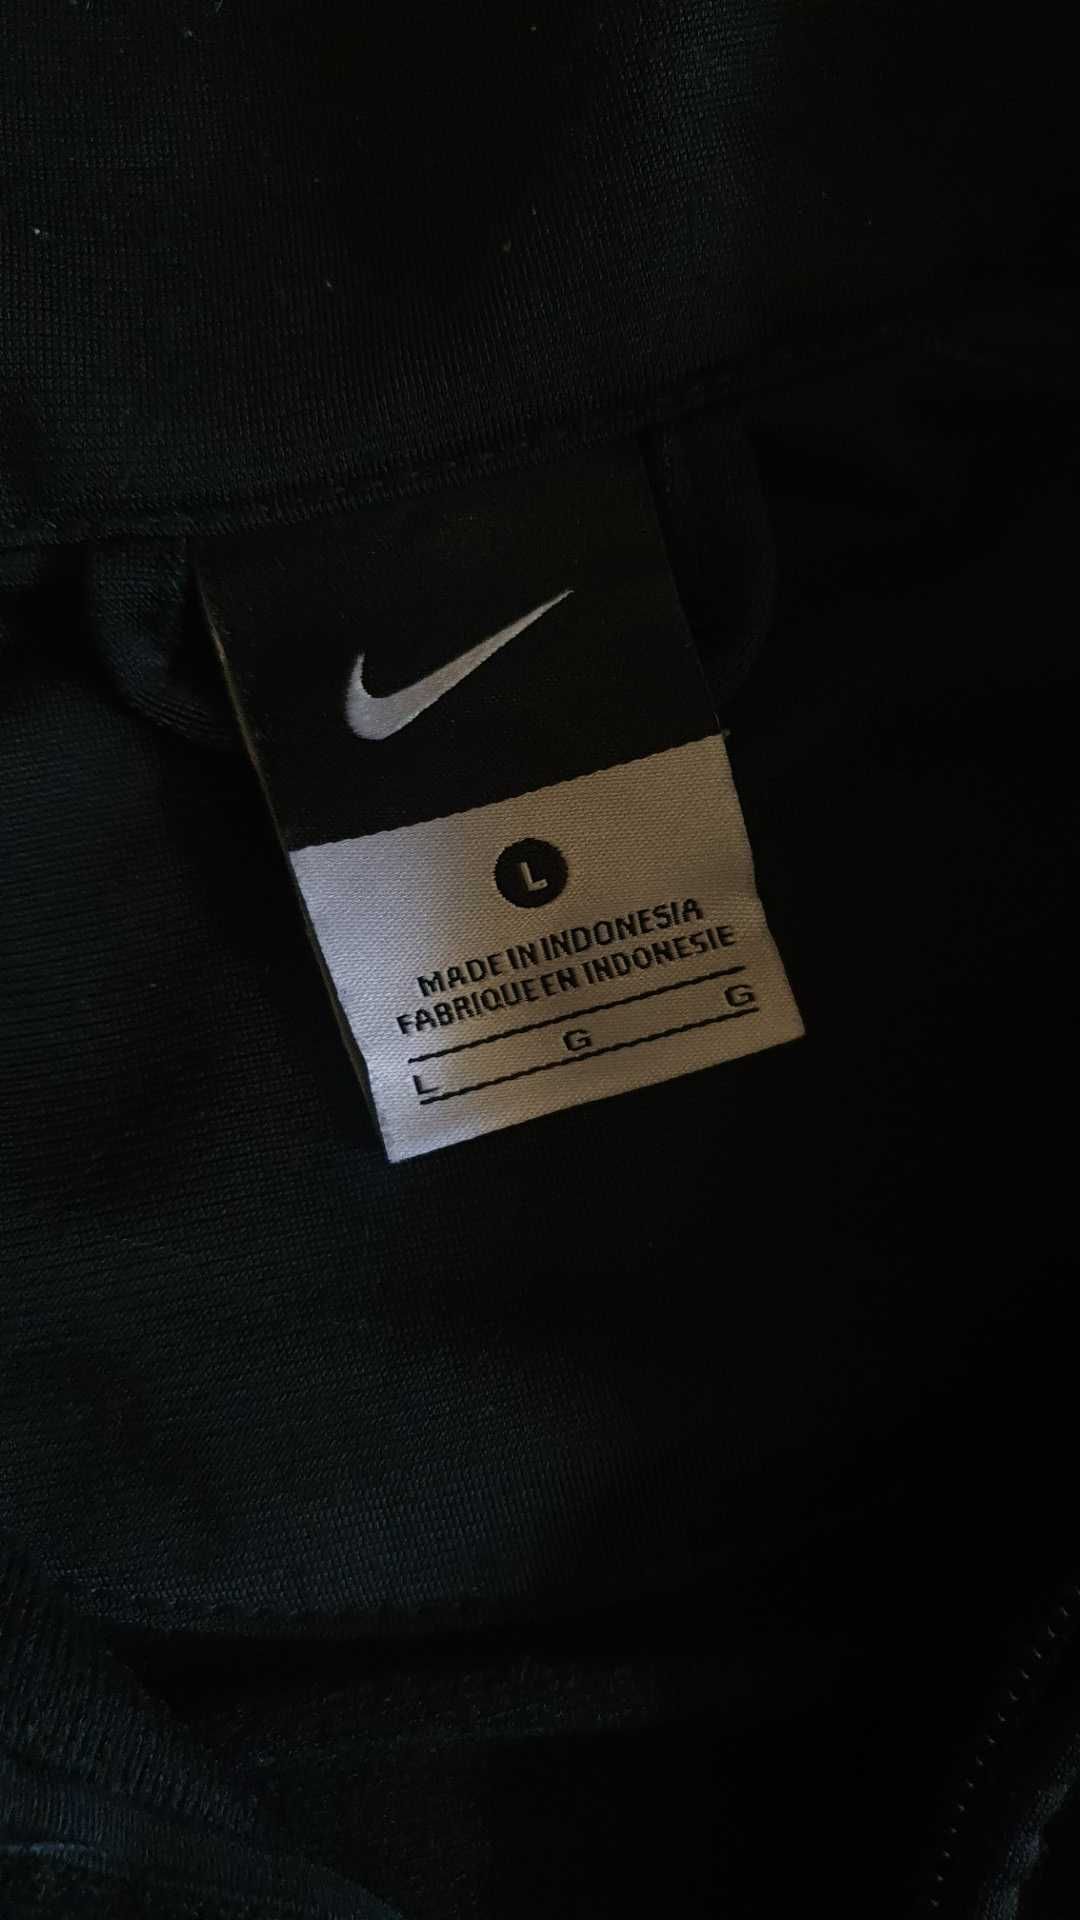 L
MADE IN INDONESIA
FABRIQUE EN INDONESIE
L G G